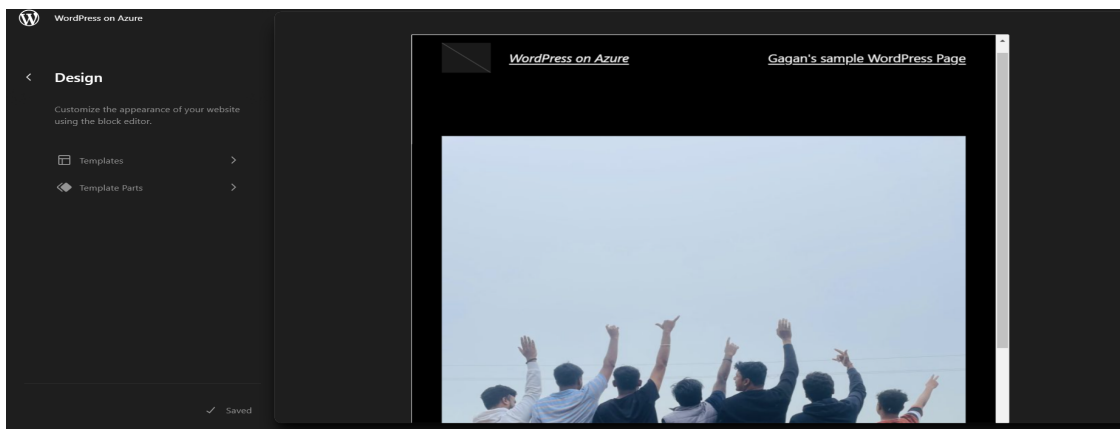 WordPress on Azure
Design
Customize the appearance of your website
using the block editor.
Templates
Template Parts
Saved
WordPress on Azure
Gagan's sample WordPress Page